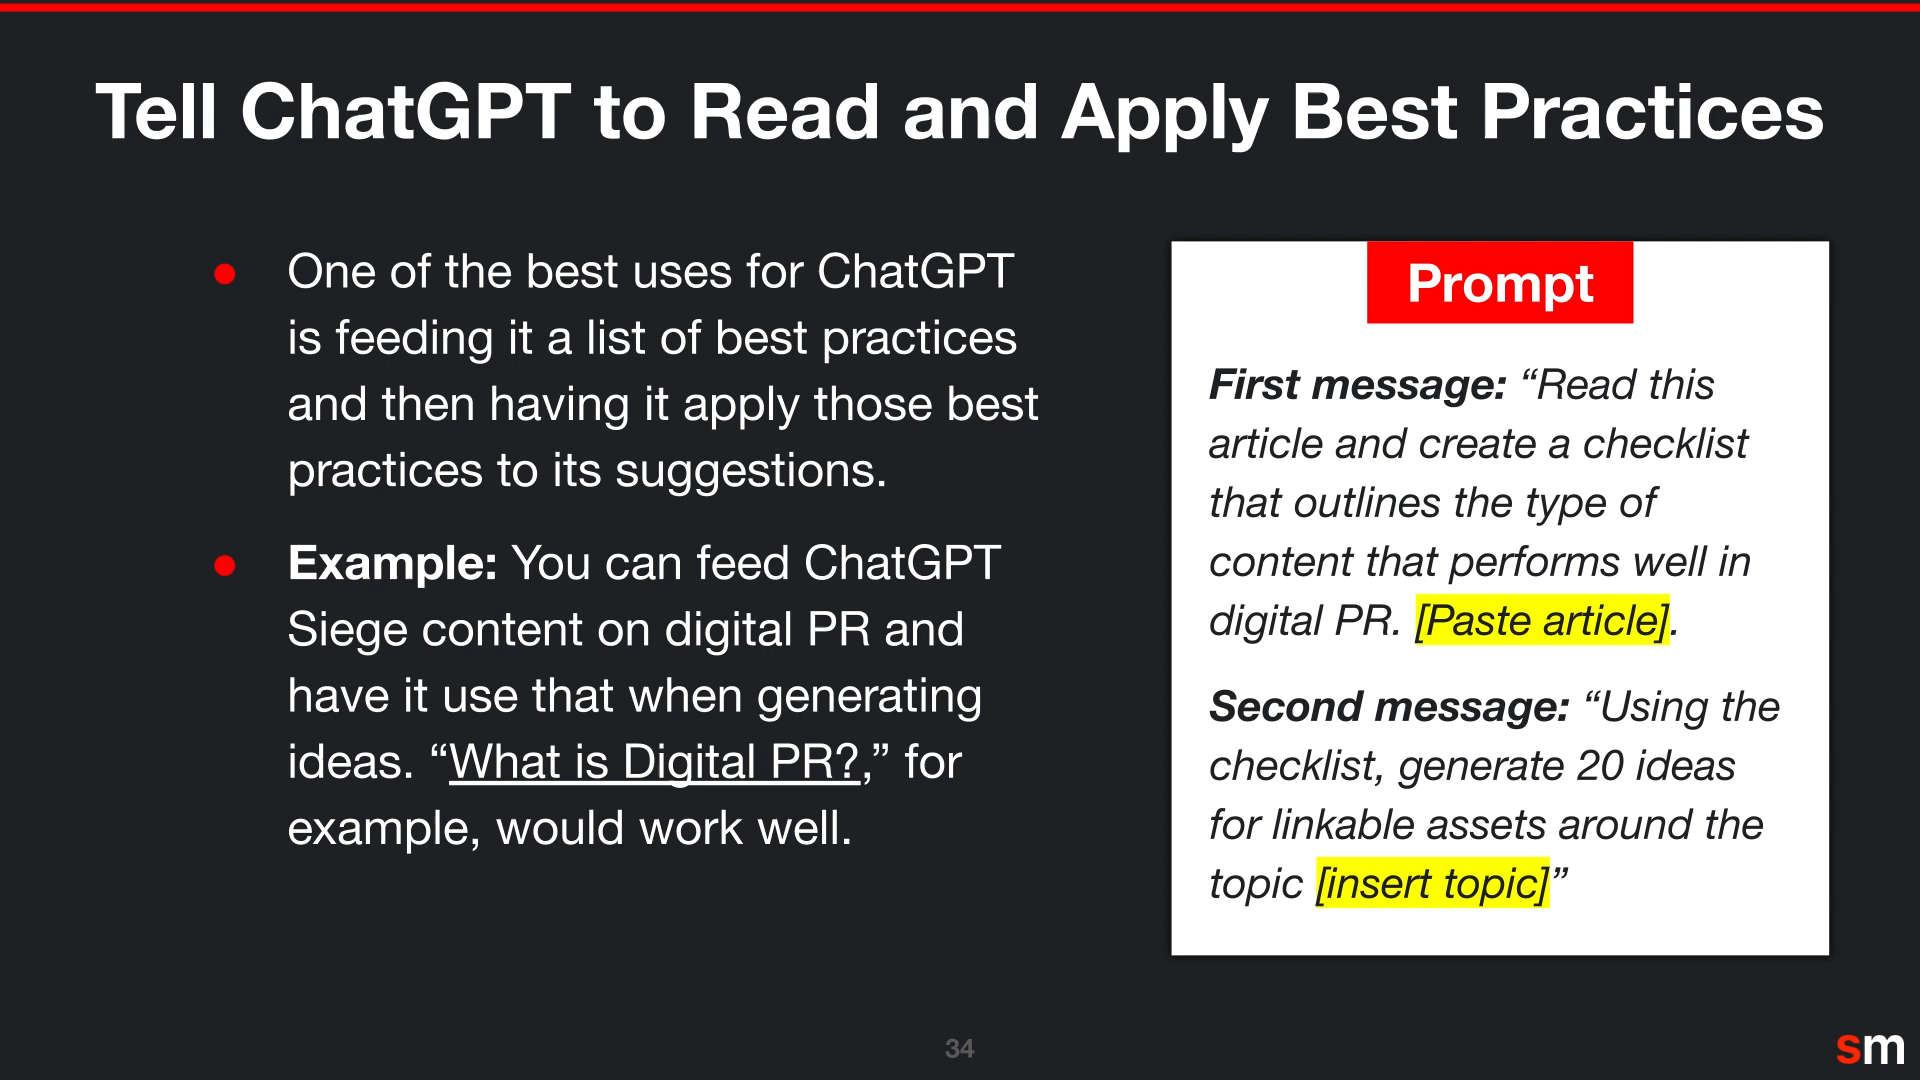 Tell ChatGPT to Read and Apply Best Practices
● One of the best uses for ChatGPT
is feeding it a list of best practices
and then having it apply those best
practices to its suggestions.
● Example: You can feed ChatGPT
Siege content on digital PR and
have it use that when generating
ideas. “What is Digital PR?,” for
example, would work well.
Prompt
First message: “Read this
article and create a checklist
that outlines the type of
content that performs well in
digital PR. [Paste article].
Second message: “Using the
checklist, generate 20 ideas
for linkable assets around the
topic [insert topic]”
34
sm